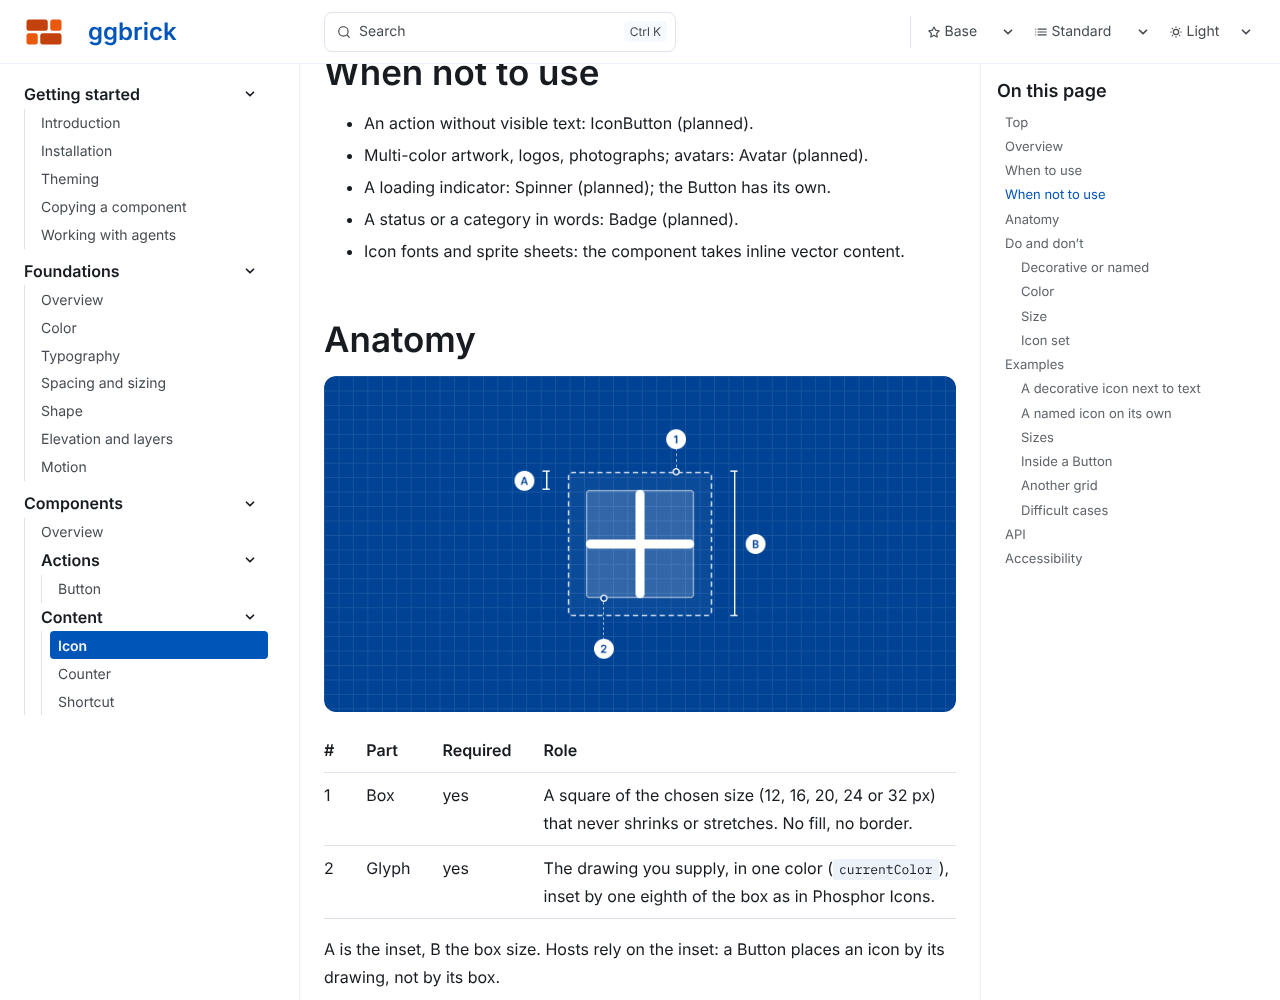 ggbrick
Search
Ctrl K
Base
Standard
Light
Getting started
Introduction
Installation
Theming
Copying a component
Working with agents
Foundations
Overview
Color
Typography
Spacing and sizing
Shape
Elevation and layers
Motion
Components
Overview
Actions
Button
Content
Icon
Counter
Shortcut
When not to use
An action without visible text: IconButton (planned).
Multi-color artwork, logos, photographs; avatars: Avatar (planned).
A loading indicator: Spinner (planned); the Button has its own.
A status or a category in words: Badge (planned).
Icon fonts and sprite sheets: the component takes inline vector content.
Anatomy
1
A
B
2
# Part Required Role
1 Box yes A square of the chosen size (12, 16, 20, 24 or 32 px)
that never shrinks or stretches. No fill, no border.
2 Glyph yes The drawing you supply, in one color (currentColor),
inset by one eighth of the box as in Phosphor Icons.
A is the inset, B the box size. Hosts rely on the inset: a Button places an icon by its
drawing, not by its box.
On this page
Top
Overview
When to use
When not to use
Anatomy
Do and don’t
Decorative or named
Color
Size
Icon set
Examples
A decorative icon next to text
A named icon on its own
Sizes
Inside a Button
Another grid
Difficult cases
API
Accessibility